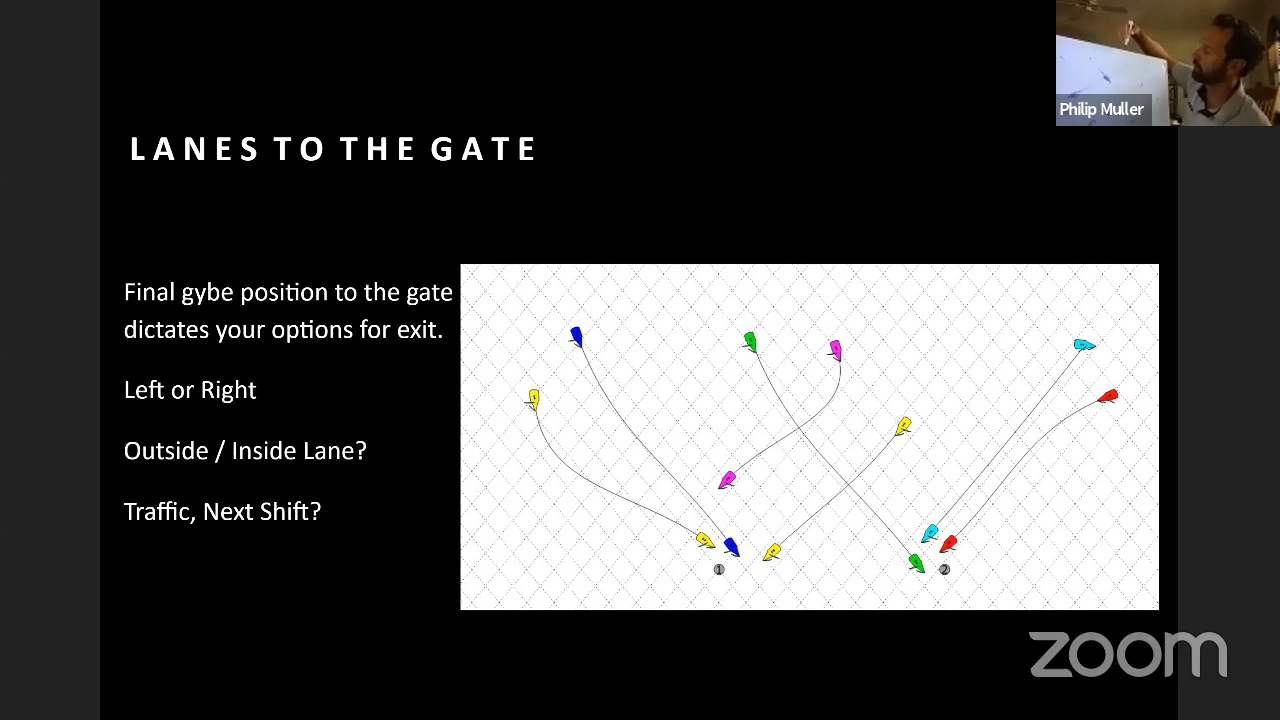 Philip Muller
LANES TO THE GATE
Final gybe position to the gate
dictates your options for exit.
Left or Right
Outside / Inside Lane?
Traffic, Next Shift?
1
2
zoom